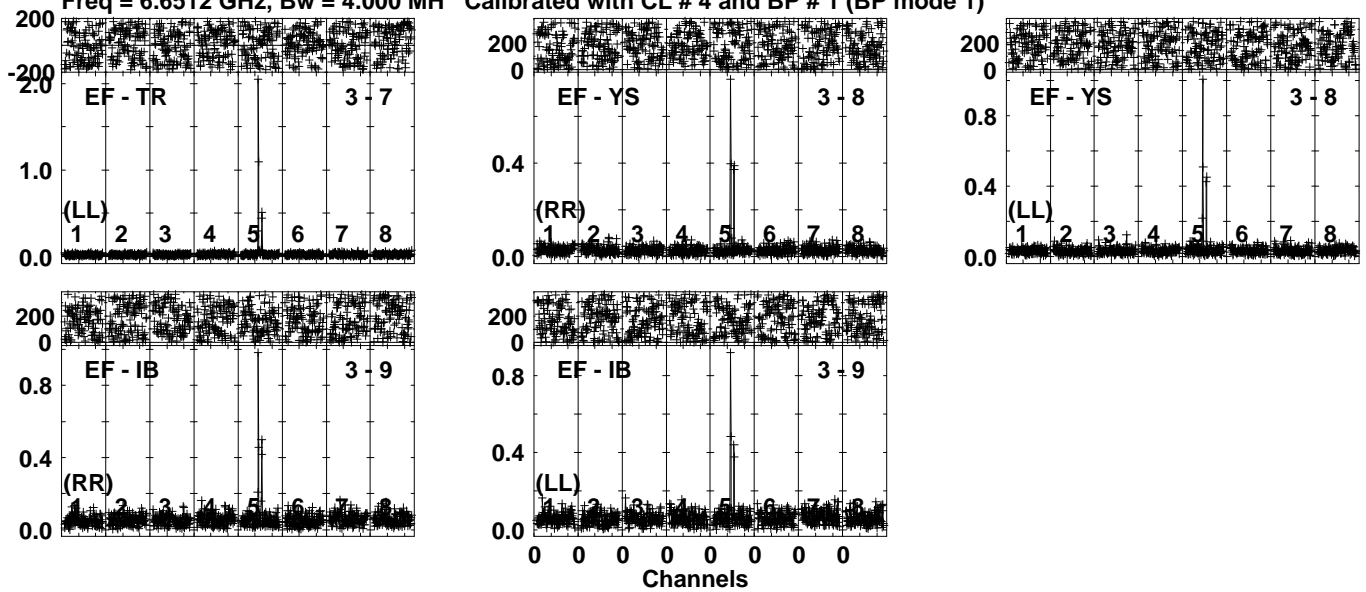 Freq = 6.6512 GHz, Bw = 4.000 MH Calibrated with CL # 4 and BP # 1 (BP mode 1)
200
-200
2.0
1.0
0.0
EF - TR 3 - 7
(LL)
1 2 3 4 5 6 7 8
200
0
0.4
0.0
EF - YS 3 - 8
(RR)
1 2 3 4 5 6 7 8
200
0
0.8
0.4
0.0
EF - YS 3 - 8
(LL)
1 2 3 4 5 6 7 8
200
0
0.8
0.4
0.0
EF - IB 3 - 9
(RR)
1 2 3 4 5 6 7 8
200
0
0.8
0.4
0.0
EF - IB 3 - 9
(LL)
1 2 3 4 5 6 7 8
0 0 0 0 0 0 0 0
Channels